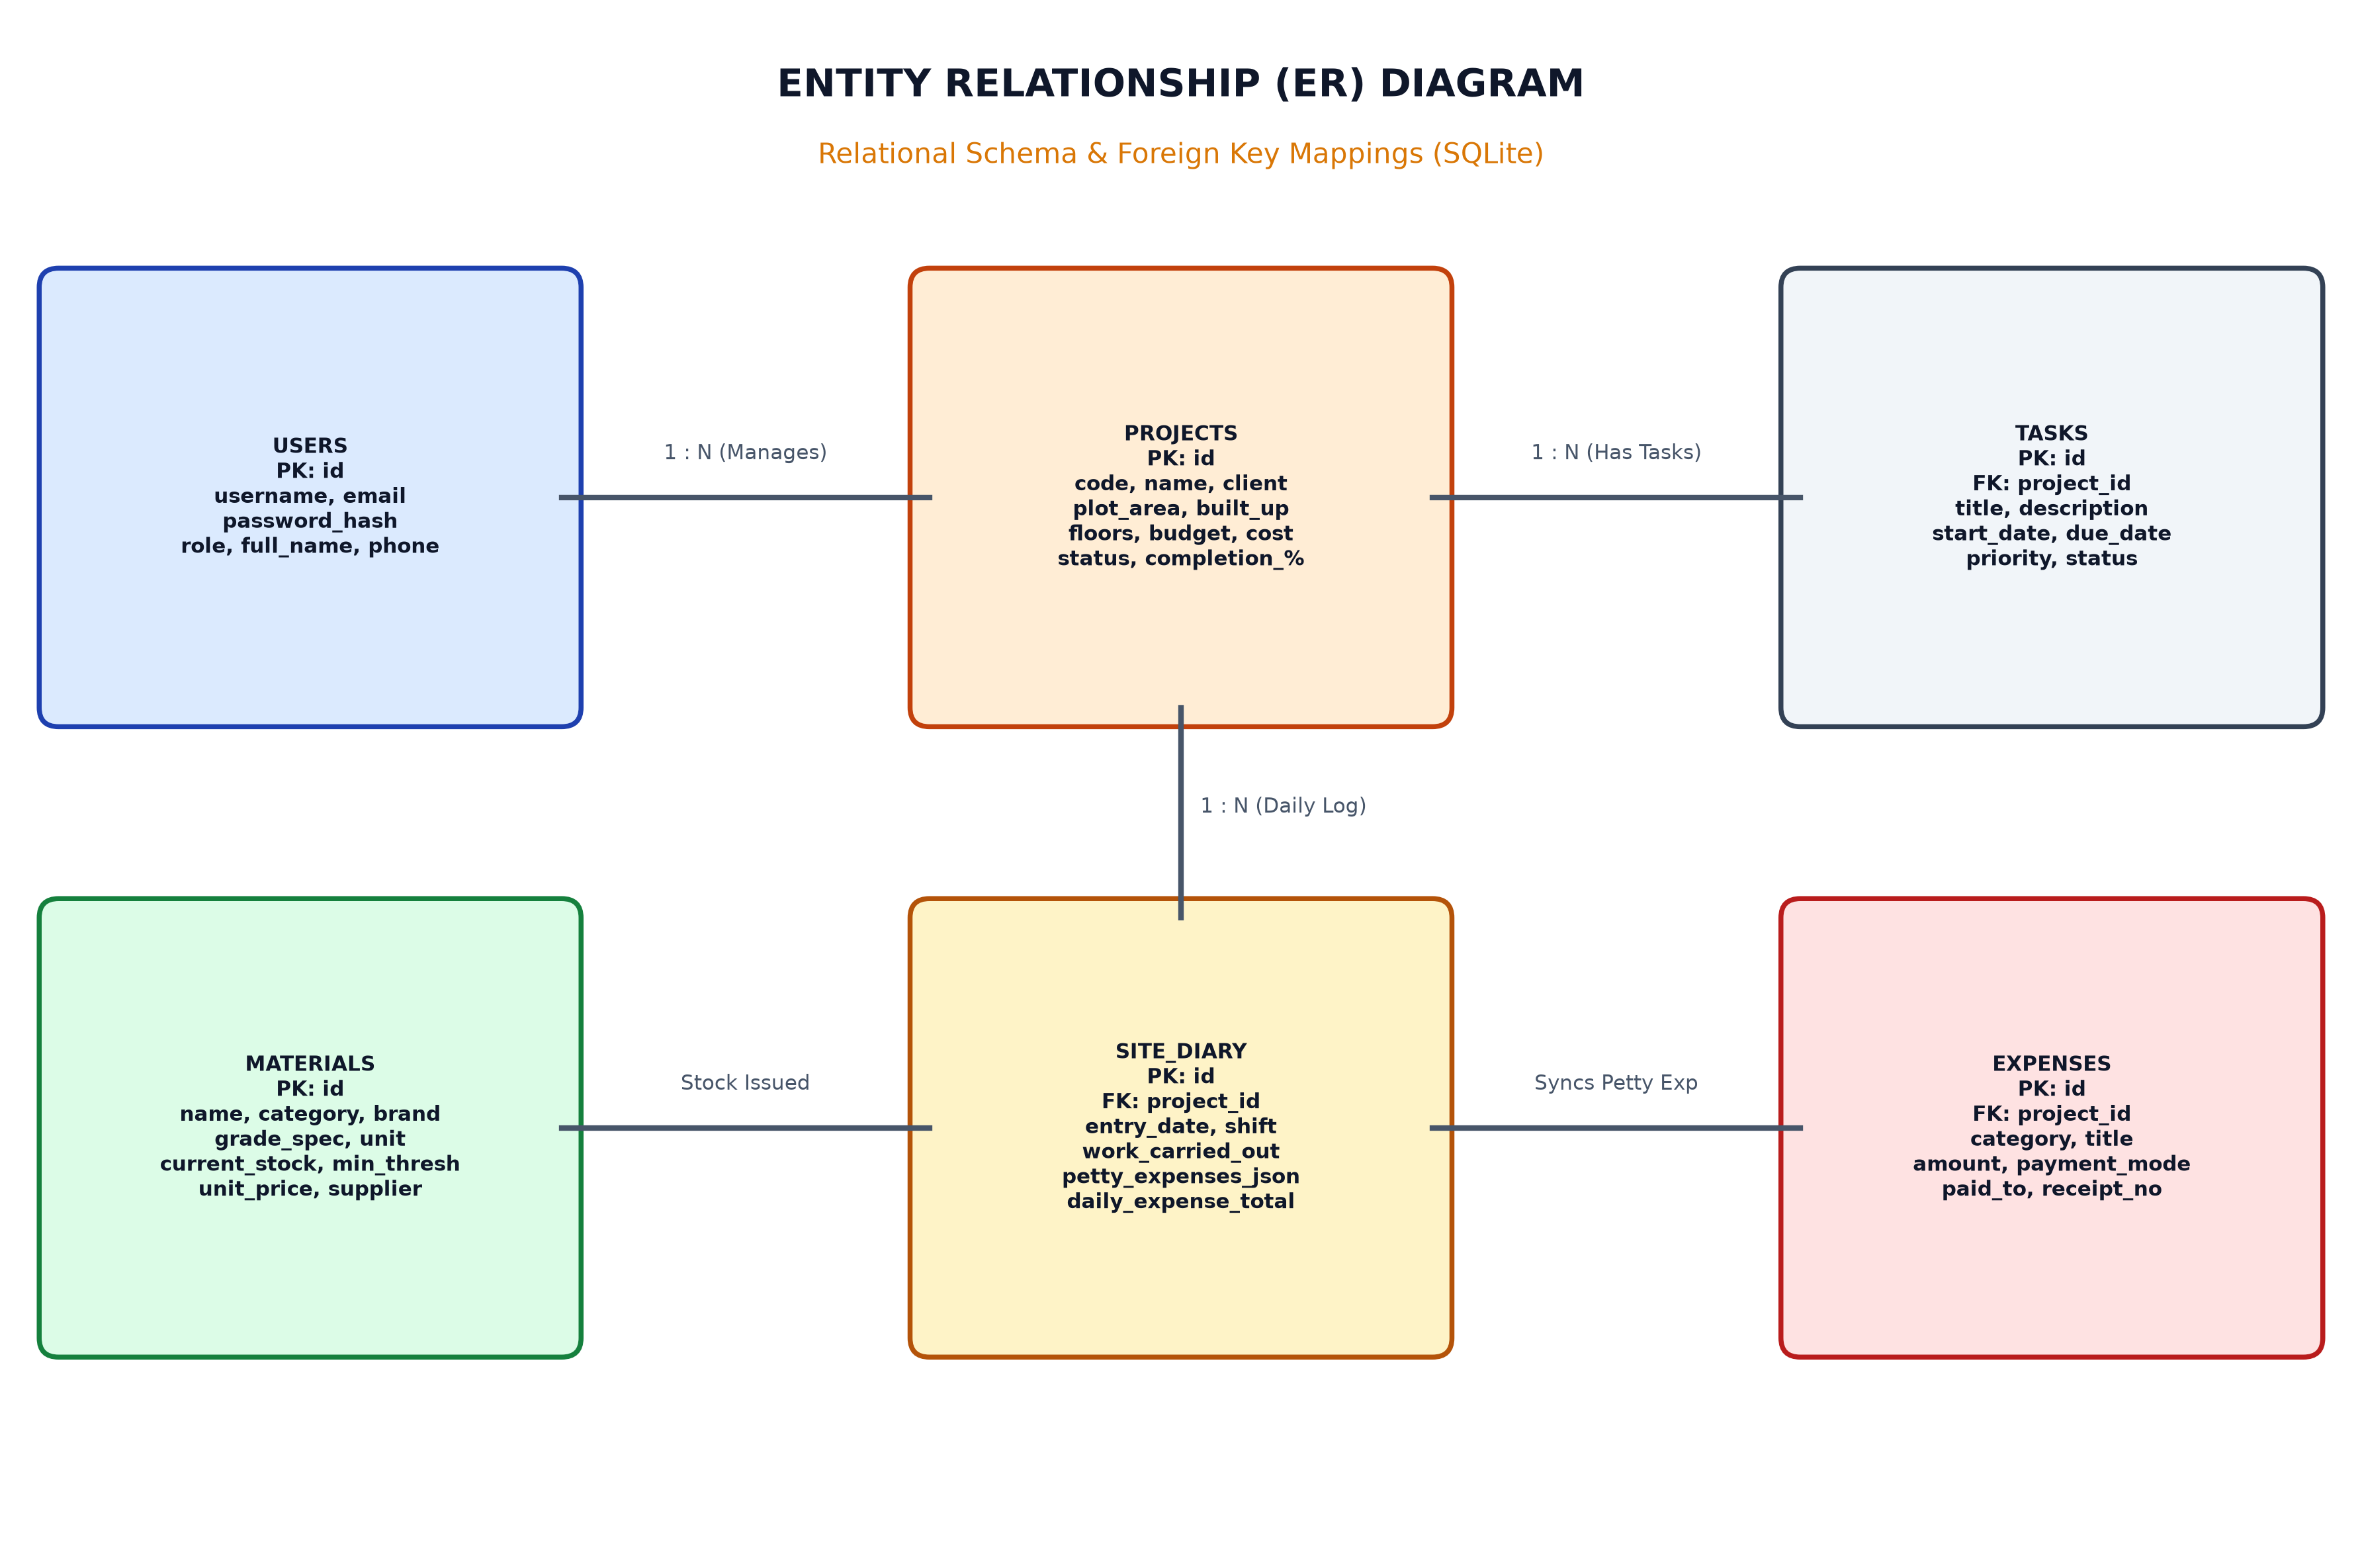 ENTITY RELATIONSHIP (ER) DIAGRAM
Relational Schema & Foreign Key Mappings (SQLite)
USERS
PK: id
username, email
password_hash
role, full_name, phone
1 : N (Manages)
PROJECTS
PK: id
code, name, client
plot_area, built_up
floors, budget, cost
status, completion_%
1 : N (Has Tasks)
TASKS
PK: id
FK: project_id
title, description
start_date, due_date
priority, status
1 : N (Daily Log)
MATERIALS
PK: id
name, category, brand
grade_spec, unit
current_stock, min_thresh
unit_price, supplier
Stock Issued
SITE_DIARY
PK: id
FK: project_id
entry_date, shift
work_carried_out
petty_expenses_json
daily_expense_total
Syncs Petty Exp
EXPENSES
PK: id
FK: project_id
category, title
amount, payment_mode
paid_to, receipt_no